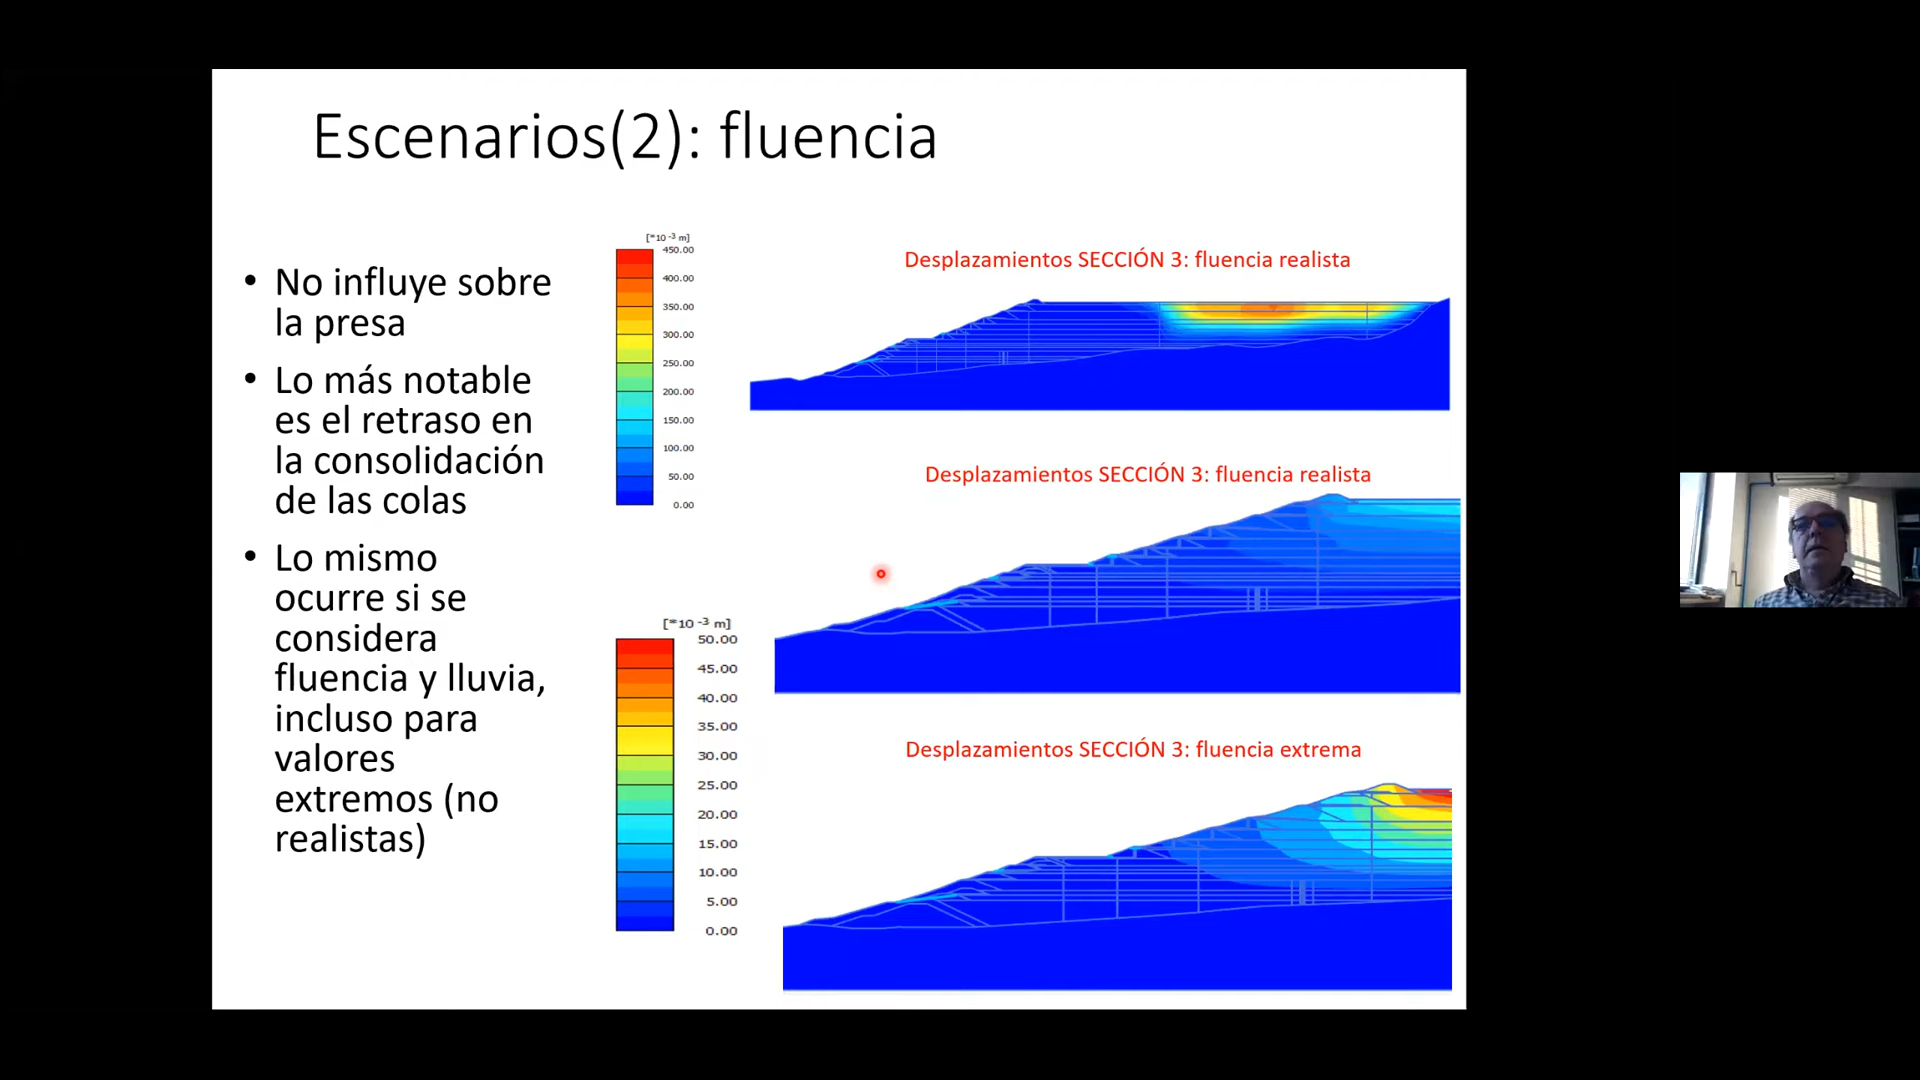 Escenarios(2): fluencia
• No influye sobre
la presa
• Lo más notable
es el retraso en
la consolidación
de las colas
• Lo mismo
ocurre si se
considera
fluencia y lluvia,
incluso para
valores
extremos (no
realistas)
[*10 -3 m]
450.00
400.00
350.00
300.00
250.00
200.00
150.00
100.00
50.00
0.00
Desplazamientos SECCIÓN 3: fluencia realista
Desplazamientos SECCIÓN 3: fluencia realista
[*10 -3 m]
50.00
45.00
40.00
35.00
30.00
25.00
20.00
15.00
10.00
5.00
0.00
Desplazamientos SECCIÓN 3: fluencia extrema